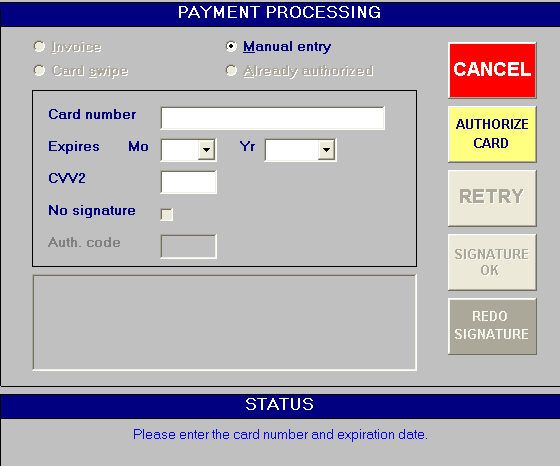 PAYMENT PROCESSING
Invoice
Manual entry
Card swipe
Already authorized
CANCEL
Card number
AUTHORIZE
CARD
Expires Mo Yr
CVV2
RETRY
No signature
Auth. code
SIGNATURE
OK
REDO
SIGNATURE
STATUS
Please enter the card number and expiration date.